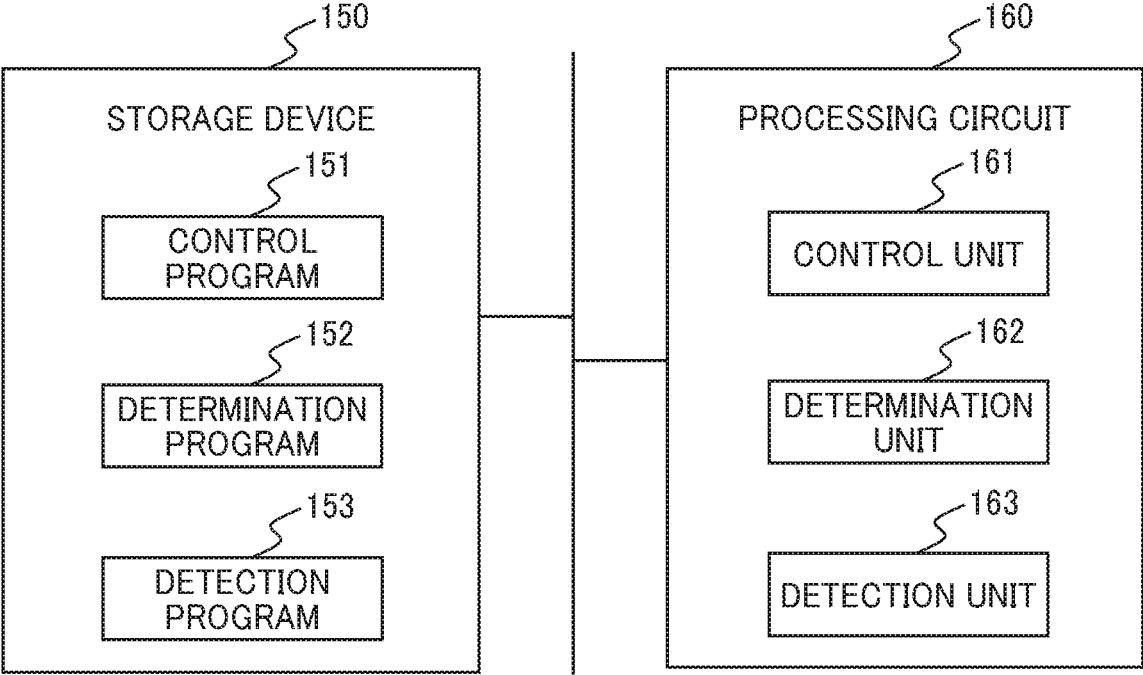 150
STORAGE DEVICE
151
CONTROL
PROGRAM
152
DETERMINATION
PROGRAM
153
DETECTION
PROGRAM
160
PROCESSING CIRCUIT
161
CONTROL UNIT
162
DETERMINATION
UNIT
163
DETECTION UNIT